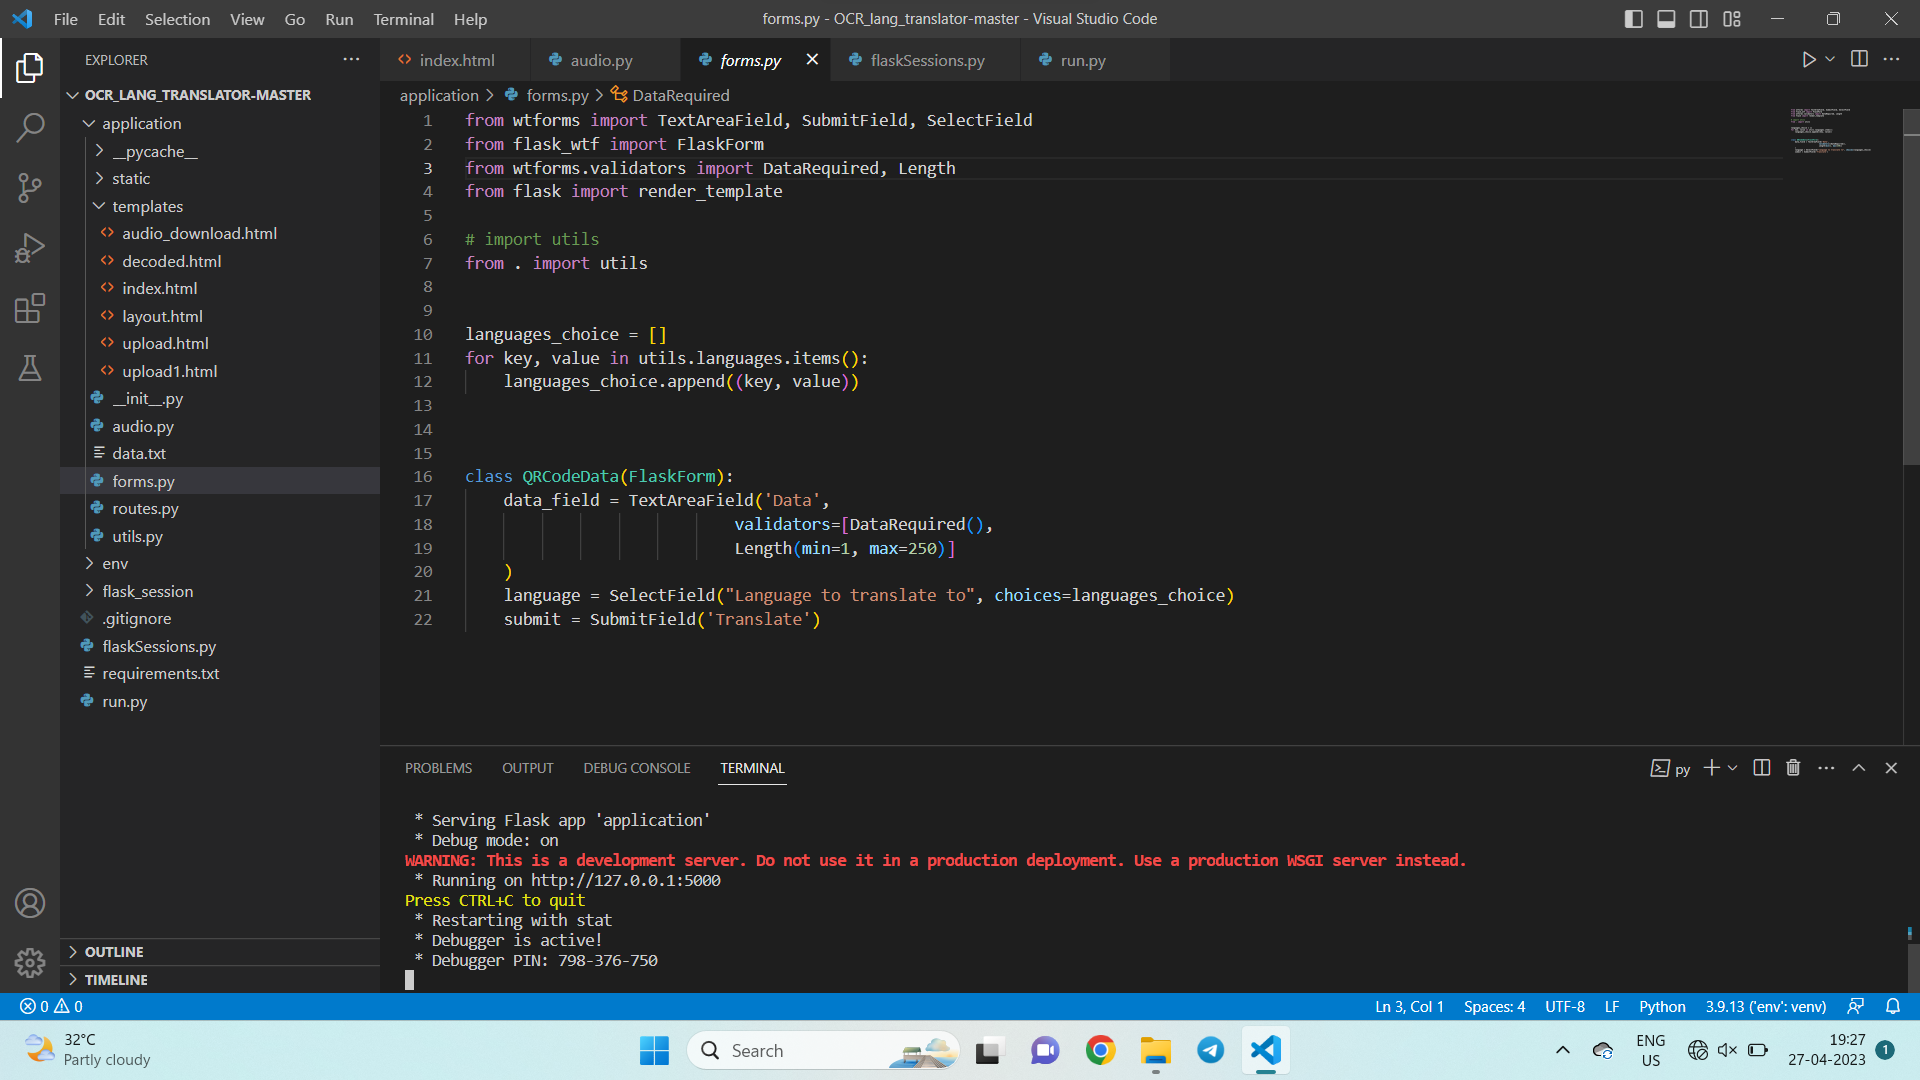 File Edit Selection View Go Run Terminal Help
forms.py - OCR_lang_translator-master - Visual Studio Code
EXPLORER
OCR_LANG_TRANSLATOR-MASTER
application
__pycache__
static
templates
audio_download.html
decoded.html
index.html
layout.html
upload.html
upload1.html
__init__.py
audio.py
data.txt
forms.py
routes.py
utils.py
env
flask_session
.gitignore
flaskSessions.py
requirements.txt
run.py
OUTLINE
TIMELINE
index.html audio.py forms.py flaskSessions.py run.py
application > forms.py > DataRequired
1 from wtforms import TextAreaField, SubmitField, SelectField
2 from flask_wtf import FlaskForm
3 from wtforms.validators import DataRequired, Length
4 from flask import render_template
5
6 # import utils
7 from . import utils
8
9
10 languages_choice = []
11 for key, value in utils.languages.items():
12 languages_choice.append((key, value))
13
14
15
16 class QRCodeData(FlaskForm):
17 data_field = TextAreaField('Data',
18 validators=[DataRequired(),
19 Length(min=1, max=250)]
20 )
21 language = SelectField("Language to translate to", choices=languages_choice)
22 submit = SubmitField('Translate')
PROBLEMS OUTPUT DEBUG CONSOLE TERMINAL
py
* Serving Flask app 'application'
* Debug mode: on
WARNING: This is a development server. Do not use it in a production deployment. Use a production WSGI server instead.
* Running on http://127.0.0.1:5000
Press CTRL+C to quit
* Restarting with stat
* Debugger is active!
* Debugger PIN: 798-376-750
0 0
Ln 3, Col 1 Spaces: 4 UTF-8 LF Python 3.9.13 ('env': venv)
32°C
Partly cloudy
Search
ENG
US
19:27
27-04-2023
1